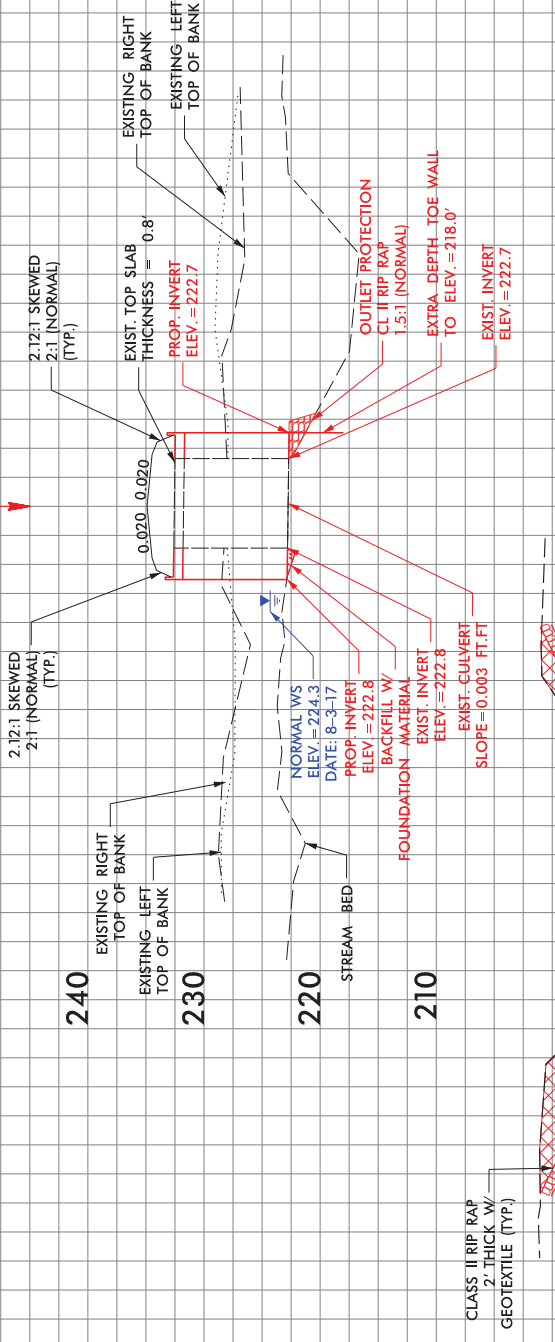 2.12:1 SKEWED
2:1 (NORMAL)
(TYP.)
EXISTING RIGHT
TOP OF BANK
EXISTING LEFT
TOP OF BANK
240
230
220
210
STREAM BED
0.020 0.020
NORMAL WS
ELEV. = 224.3
DATE: 8-3-17
PROP. INVERT
ELEV. = 222.8
BACKFILL W/
FOUNDATION MATERIAL
EXIST. INVERT
ELEV. = 222.8
EXIST. CULVERT
SLOPE = 0.003 FT.FT
2.12:1 SKEWED
2:1 (NORMAL)
(TYP.)
EXIST. TOP SLAB
THICKNESS = 0.8'
PROP. INVERT
ELEV. = 222.7
EXISTING RIGHT
TOP OF BANK
EXISTING LEFT
TOP OF BANK
OUTLET PROTECTION
CL II RIP RAP
1.5:1 (NORMAL)
EXTRA DEPTH TOE WALL
TO ELEV. = 218.0'
EXIST. INVERT
ELEV. = 222.7
CLASS II RIP RAP
2' THICK W/
GEOTEXTILE (TYP.)